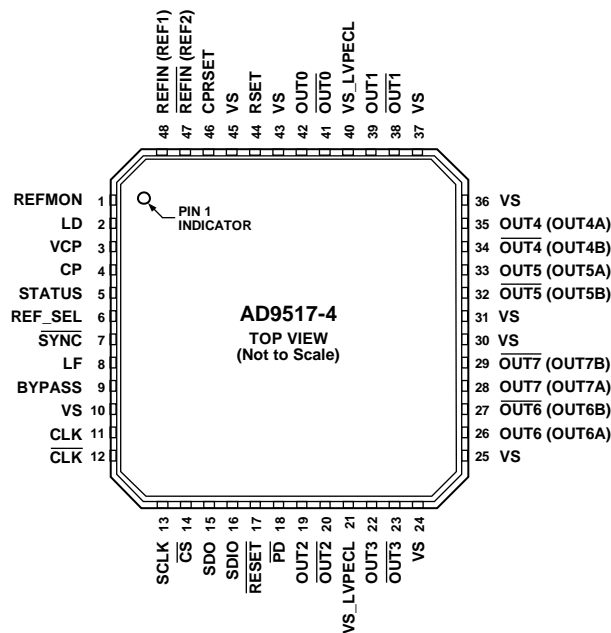 REFIN (REF1)
REFIN (REF2)
CPRSET
VS
RSET
VS
OUT0
OUT0
VS_LVPECL
OUT1
OUT1
VS
48 47 46 45 44 43 42 41 40 39 38 37
REFMON 1
LD 2
VCP 3
CP 4
STATUS 5
REF_SEL 6
SYNC 7
LF 8
BYPASS 9
VS 10
CLK 11
CLK 12
PIN 1
INDICATOR
AD9517-4
TOP VIEW
(Not to Scale)
36 VS
35 OUT4 (OUT4A)
34 OUT4 (OUT4B)
33 OUT5 (OUT5A)
32 OUT5 (OUT5B)
31 VS
30 VS
29 OUT7 (OUT7B)
28 OUT7 (OUT7A)
27 OUT6 (OUT6B)
26 OUT6 (OUT6A)
25 VS
13 14 15 16 17 18 19 20 21 22 23 24
SCLK
CS
SDO
SDIO
RESET
PD
OUT2
OUT2
VS_LVPECL
OUT3
OUT3
VS